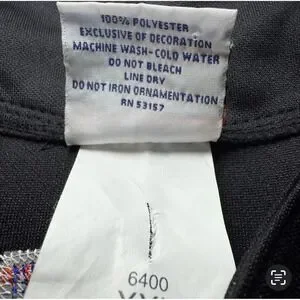 100% POLYESTER
EXCLUSIVE OF DECORATION
MACHINE WASH-COLD WATER
DO NOT BLEACH
LINE DRY
DO NOT IRON ORNAMENTATION
RN 53157
6400